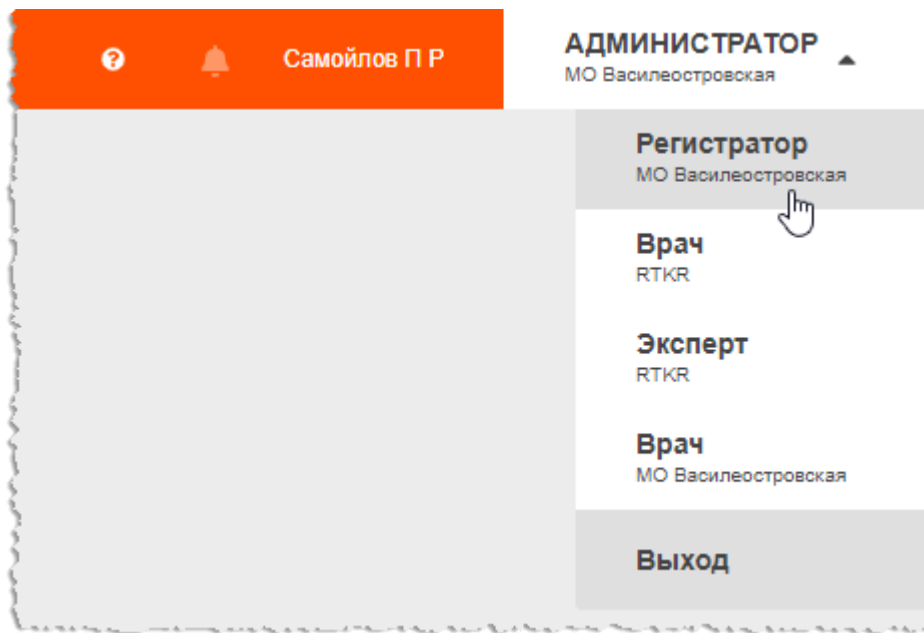 Самойлов П Р
АДМИНИСТРАТОР
МО Василеостровская
Регистратор
МО Василеостровская
Врач
RTKR
Эксперт
RTKR
Врач
МО Василеостровская
Выход